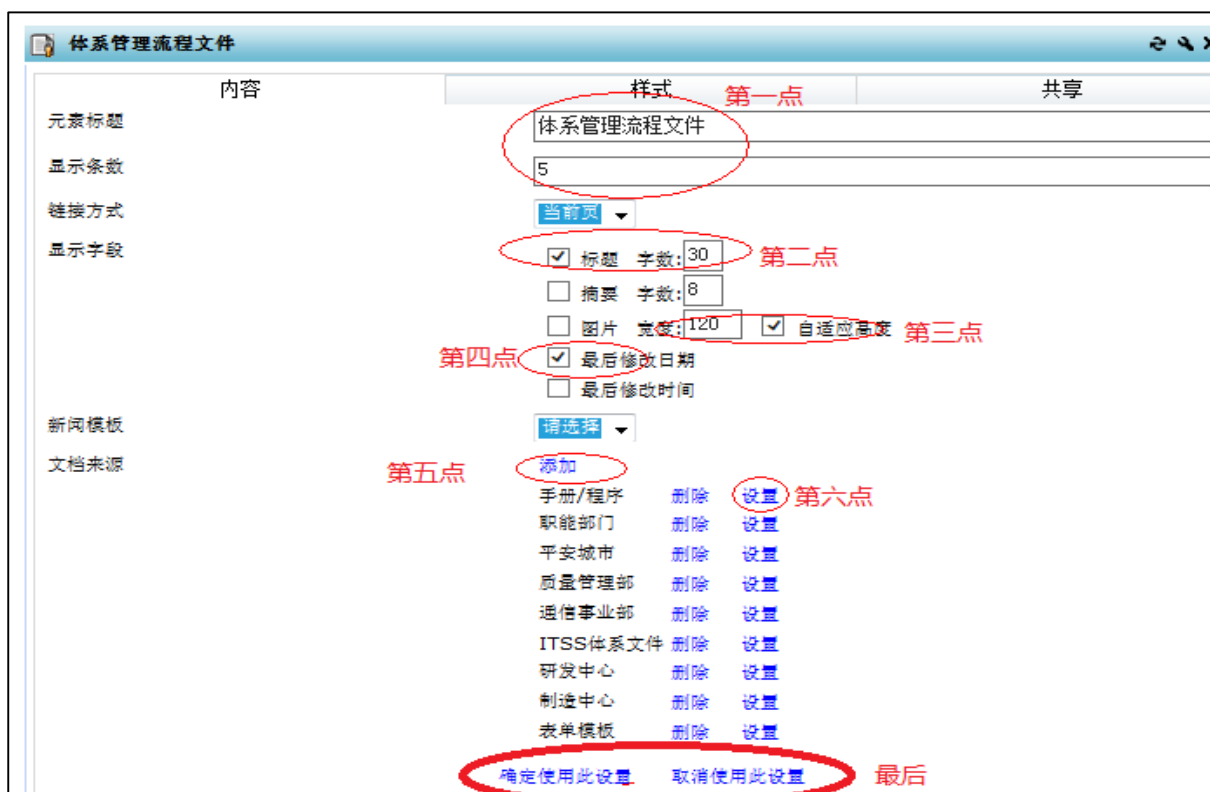 体系管理流程文件
内容 样式 共享
第一点
元素标题 体系管理流程文件
显示条数 5
链接方式 当前页
显示字段 标题 字数:30 第二点
摘要 字数:8
图片 宽度:120 自适应高度 第三点
第四点 最后修改日期
最后修改时间
新闻模板 请选择
文档来源 第五点 添加
手册/程序 删除 设置 第六点
职能部门 删除 设置
平安城市 删除 设置
质量管理部 删除 设置
通信事业部 删除 设置
ITSS体系文件 删除 设置
研发中心 删除 设置
制造中心 删除 设置
表单模板 删除 设置
确定使用此设置 取消使用此设置 最后